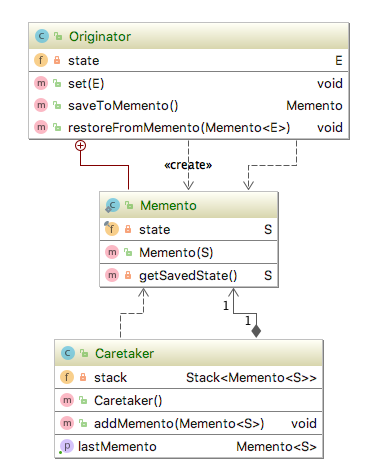 Originator
state E
set(E) void
saveToMemento() Memento
restoreFromMemento(Memento<E>) void
«create»
Memento
state S
Memento(S)
getSavedState() S
1
1
Caretaker
stack Stack<Memento<S>>
Caretaker()
addMemento(Memento<S>) void
lastMemento Memento<S>